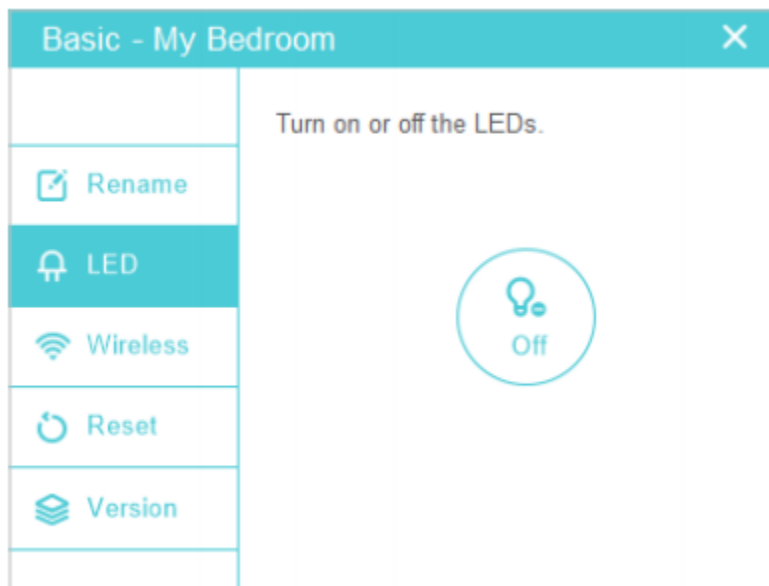 Basic - My Bedroom
Turn on or off the LEDs.
Rename
LED
Wireless
Reset
Version
Off